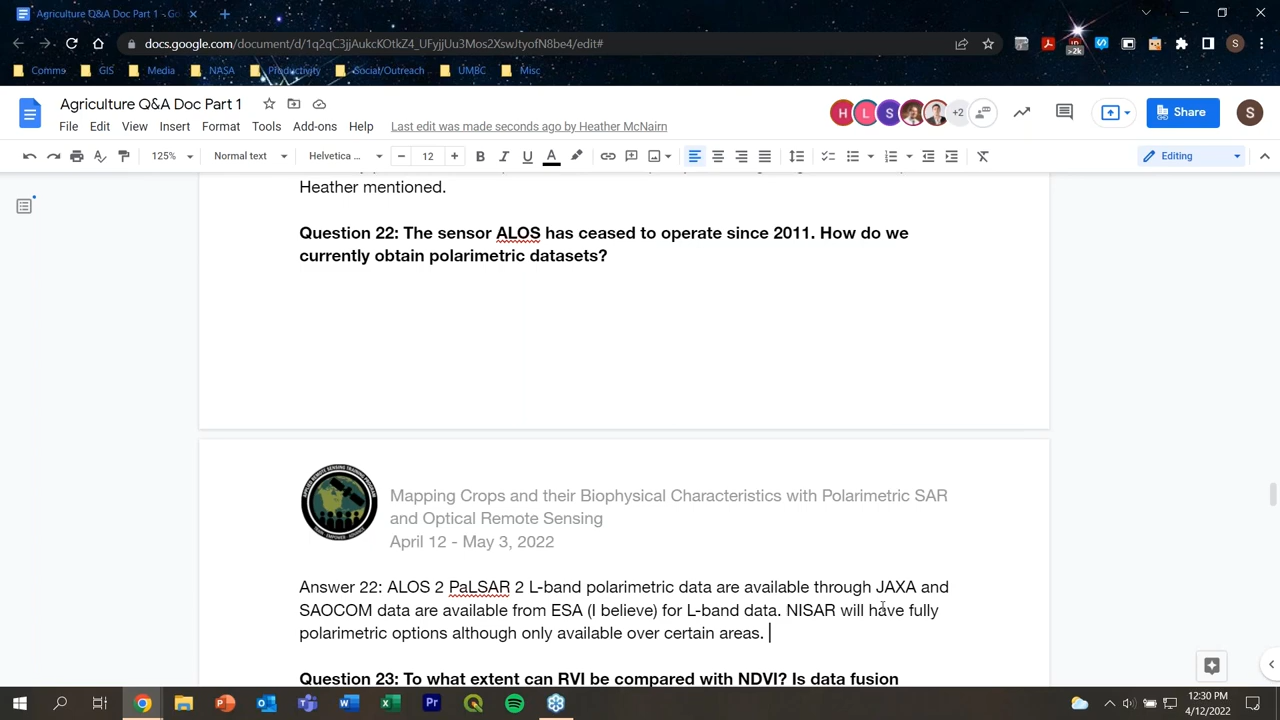 Agriculture Q&A Doc Part 1 - Go
docs.google.com/document/d/1q2qC3jjAukcKOtkZ4_UFyjjUu3Mos2XswJtyofN8be4/edit#
>2k
S
Comms
GIS
Media
NASA
Productivity
Social/Outreach
UMBC
Misc
Agriculture Q&A Doc Part 1
H
L
S
+2
Share
S
File
Edit
View
Insert
Format
Tools
Add-ons
Help
Last edit was made seconds ago by Heather McNairn
125%
Normal text
Helvetica ...
12
Editing
Heather mentioned.
Question 22: The sensor ALOS has ceased to operate since 2011. How do we
currently obtain polarimetric datasets?
Mapping Crops and their Biophysical Characteristics with Polarimetric SAR
and Optical Remote Sensing
April 12 - May 3, 2022
Answer 22: ALOS 2 PaLSAR 2 L-band polarimetric data are available through JAXA and
SAOCOM data are available from ESA (I believe) for L-band data. NISAR will have fully
polarimetric options although only available over certain areas.
Question 23: To what extent can RVI be compared with NDVI? Is data fusion
12:30 PM
4/12/2022